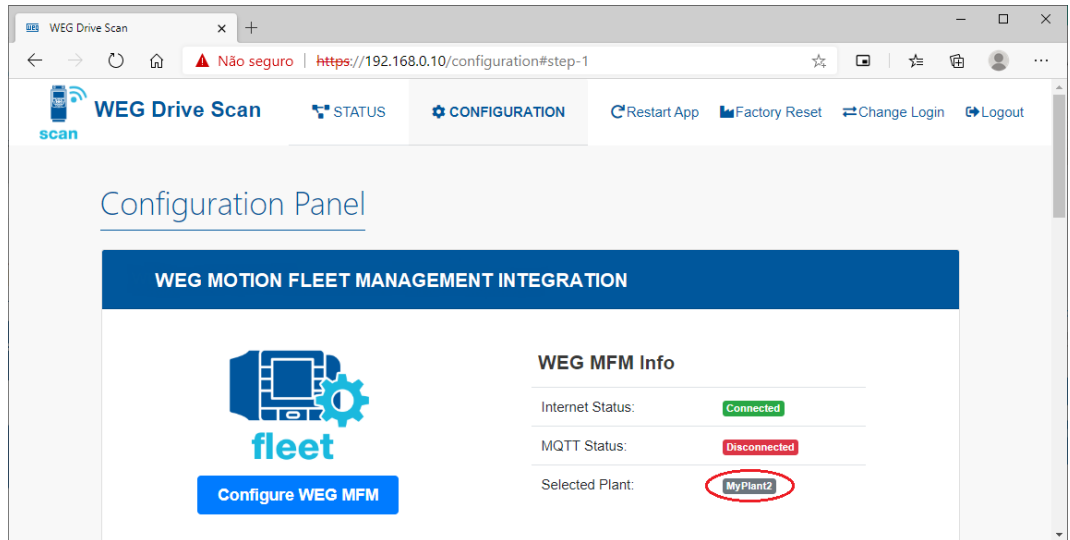 WEG Drive Scan
Não seguro | https://192.168.0.10/configuration#step-1
scan
WEG Drive Scan STATUS CONFIGURATION Restart App Factory Reset Change Login Logout
Configuration Panel
WEG MOTION FLEET MANAGEMENT INTEGRATION
fleet
Configure WEG MFM
WEG MFM Info
Internet Status: Connected
MQTT Status: Disconnected
Selected Plant: MyPlant2